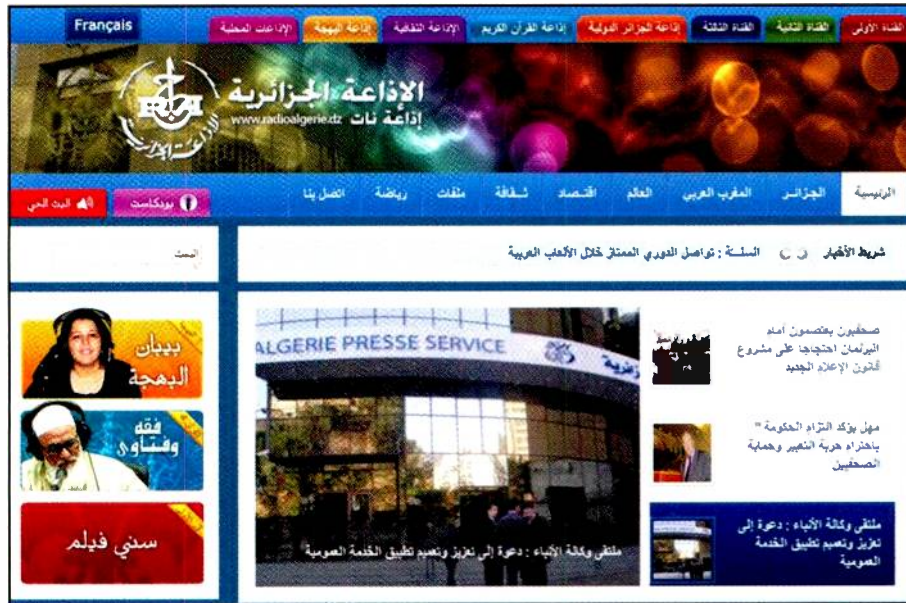 القناة الأولى
القناة الثانية
القناة الثالثة
إذاعة الجزائر الدولية
إذاعة القرآن الكريم
الإذاعة الثقافية
إذاعة البهجة
الإذاعات المحلية
Français
الإذاعة الجزائرية
www.radioalgerie.dz إذاعة نات
الإذاعة الجزائرية
الرئيسية
الجزائر
المغرب العربي
العالم
اقتصاد
ثقافة
ملفات
رياضة
اتصل بنا
بودكاست
البث الحي
شريط الأخبار
السلة : تواصل الدوري الممتاز خلال الألعاب العربية
البحث
صحفيون يعتصمون أمام
البرلمان احتجاجا على مشروع
قانون الإعلام الجديد
مهل يؤكد التزام الحكومة "
باحترام حرية التعبير وحماية
الصحفيين
ملتقى وكالة الأنباء : دعوة إلى
تعزيز وتعميم تطبيق الخدمة
العمومية
ALGERIE PRESSE SERVICE
ملتقى وكالة الأنباء : دعوة إلى تعزيز وتعميم تطبيق الخدمة العمومية
بيبان
البهجة
فقه
وفتاوى
سني فيلم